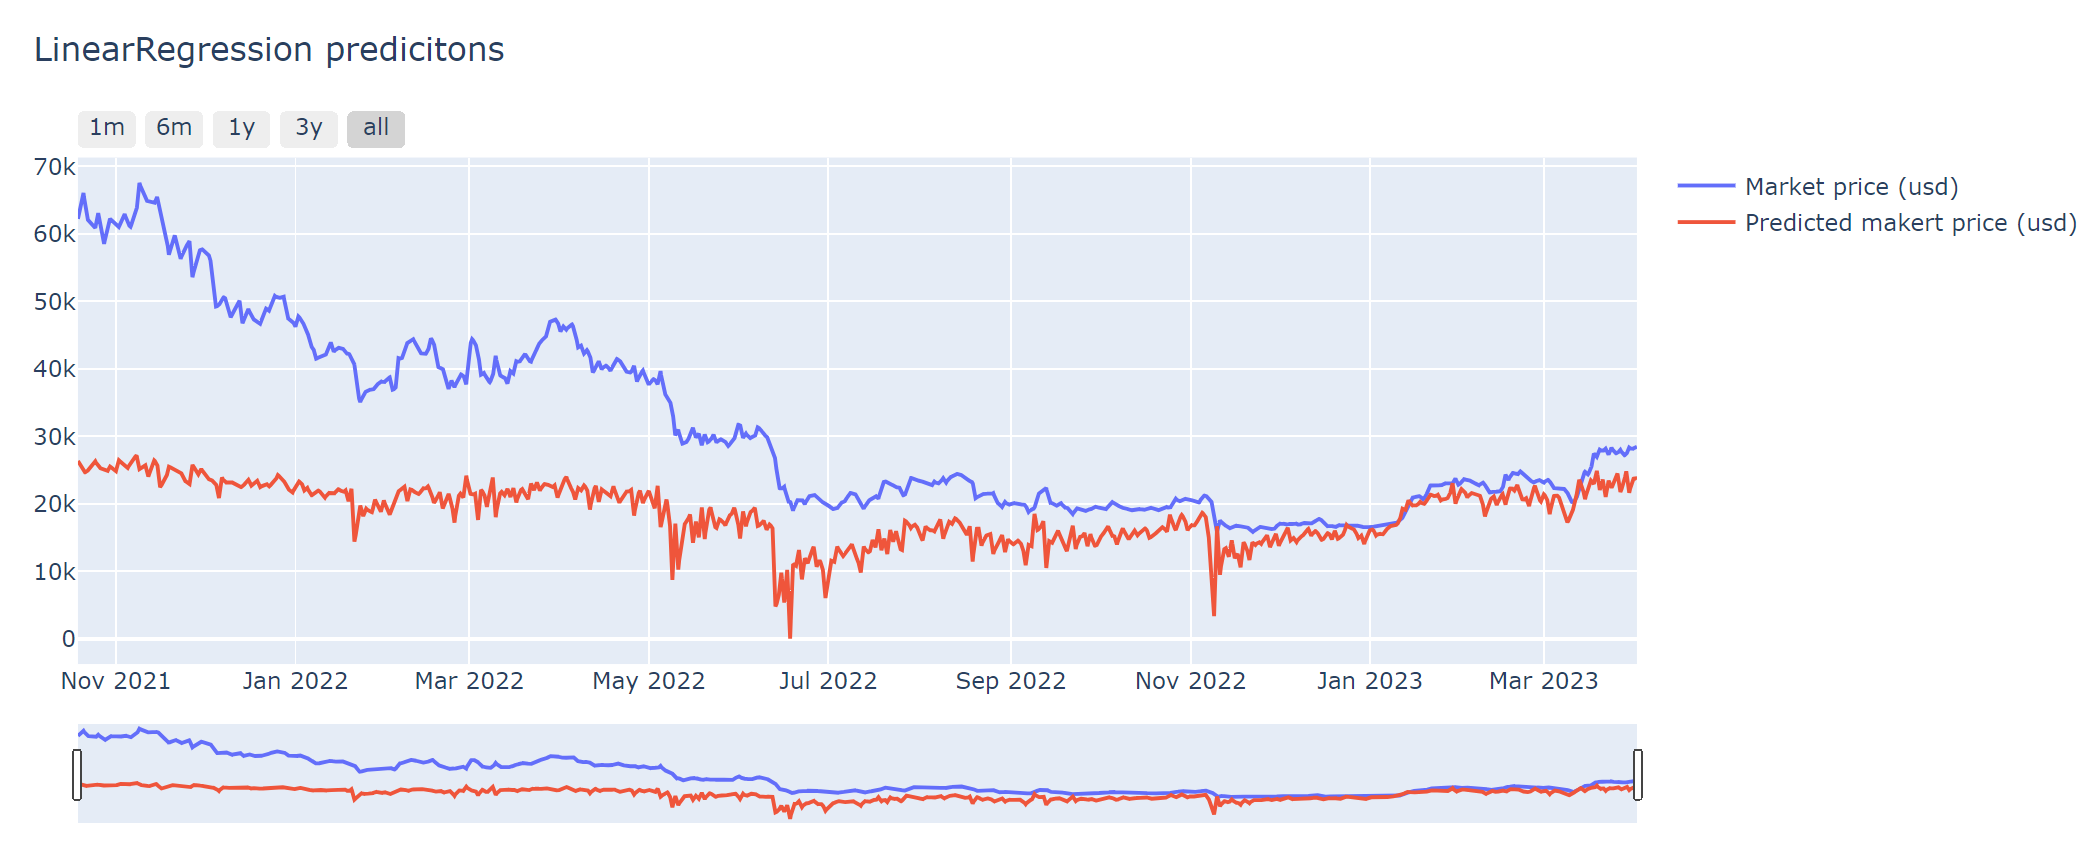 LinearRegression predicitons
1m 6m 1y 3y all
70k
60k
50k
40k
30k
20k
10k
0
Nov 2021 Jan 2022 Mar 2022 May 2022 Jul 2022 Sep 2022 Nov 2022 Jan 2023 Mar 2023
Market price (usd)
Predicted makert price (usd)